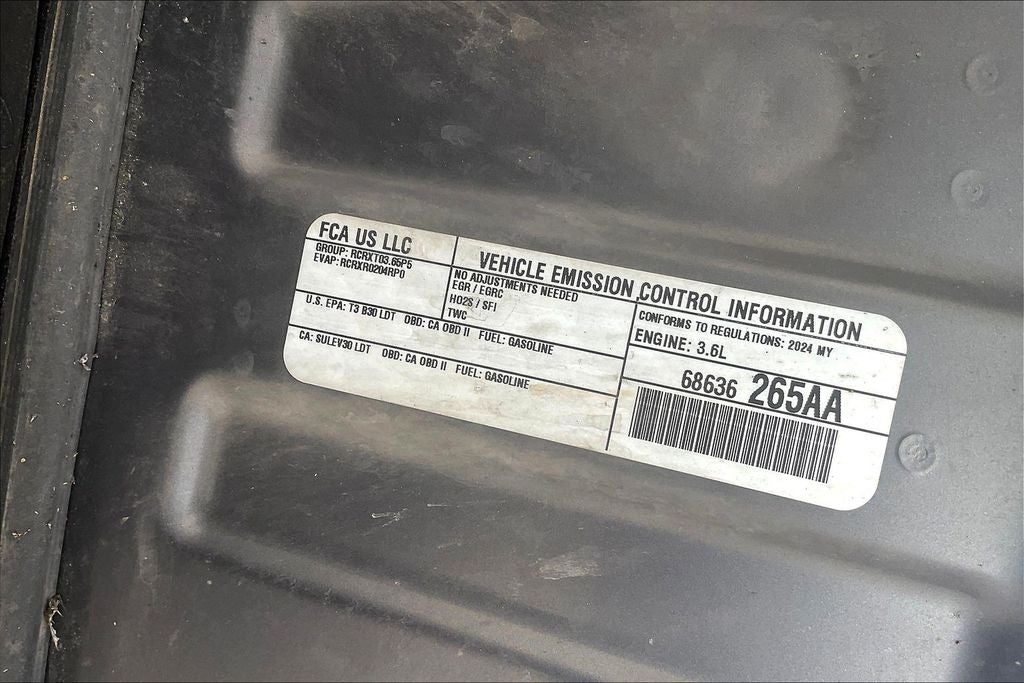 FCA US LLC
GROUP: RCRXT03.65P5
EVAP: RCRXR0204RP0
VEHICLE EMISSION CONTROL INFORMATION
NO ADJUSTMENTS NEEDED
EGR / EGRC
HO2S / SFI
TWC
CONFORMS TO REGULATIONS: 2024 MY
ENGINE: 3.6L
U.S. EPA: T3 B30 LDT OBD: CA OBD II FUEL: GASOLINE
CA: SULEV30 LDT OBD: CA OBD II FUEL: GASOLINE
68636 265AA